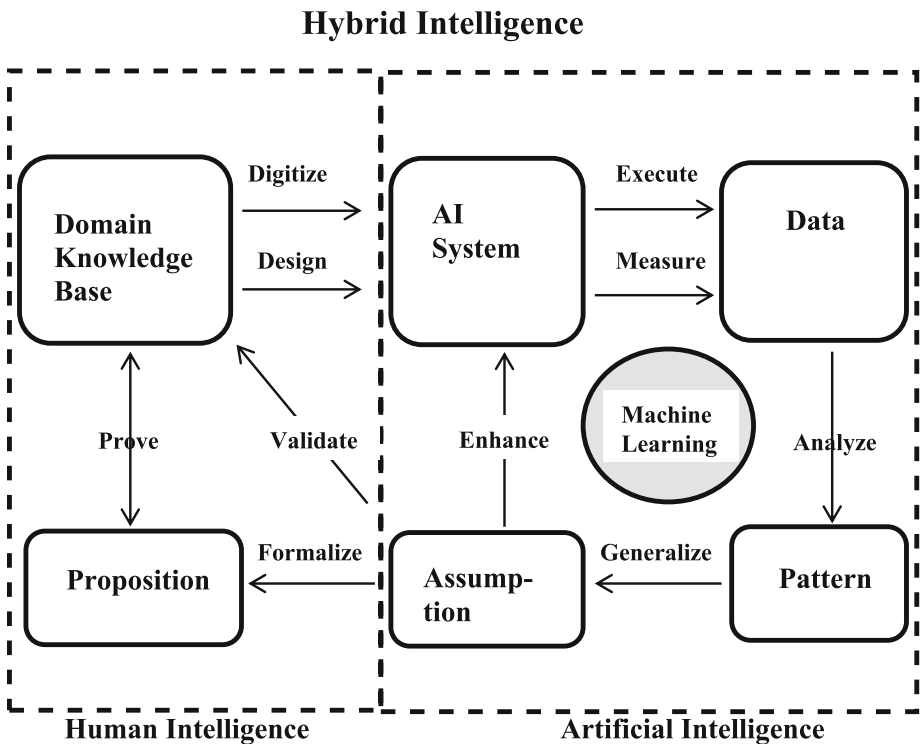 Hybrid Intelligence
Digitize
Execute
Domain
Knowledge
Base
AI
System
Data
Design
Measure
Machine
Learning
Prove
Validate
Enhance
Analyze
Formalize
Generalize
Proposition
Assump-
tion
Pattern
Human Intelligence
Artificial Intelligence